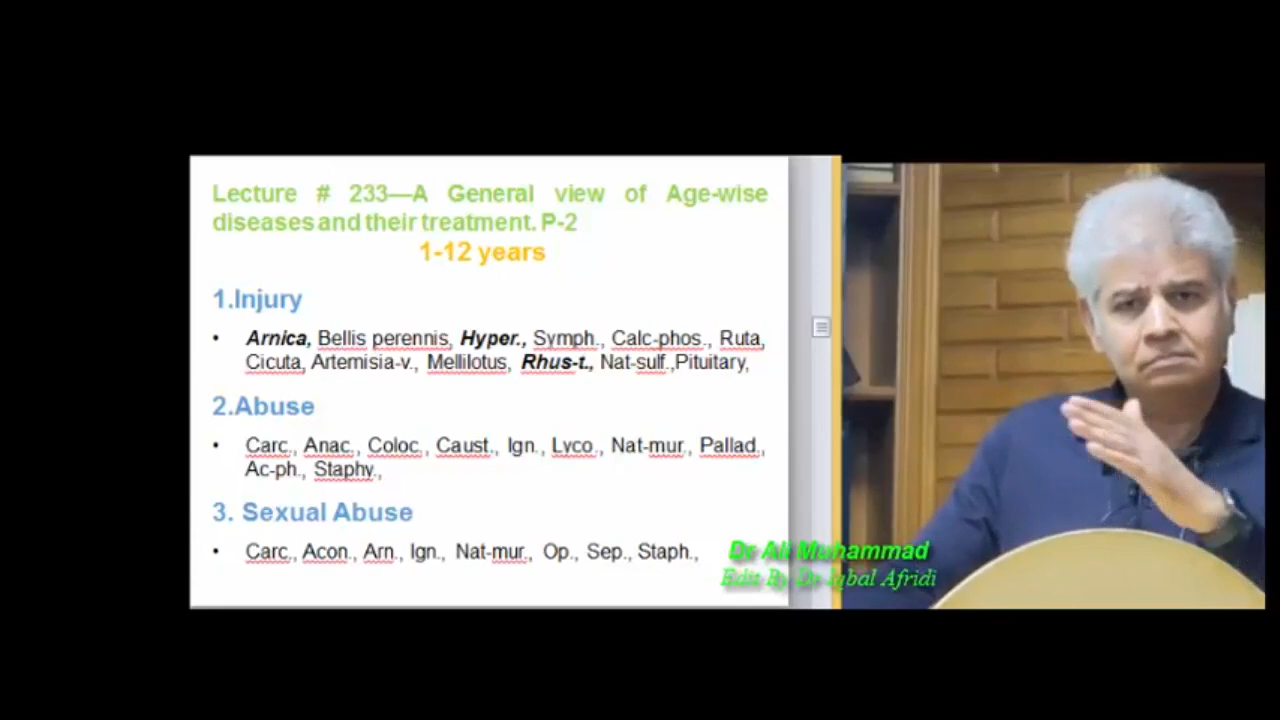 Lecture # 233—A General view of Age-wise
diseases and their treatment. P-2
1-12 years
1.Injury
• Arnica, Bellis perennis, Hyper., Symph., Calc-phos., Ruta,
Cicuta, Artemisia-v., Mellilotus, Rhus-t., Nat-sulf.,Pituitary,
2.Abuse
• Carc., Anac., Coloc., Caust., Ign., Lyco., Nat-mur., Pallad.,
Ac-ph., Staphy.,
3. Sexual Abuse
• Carc., Acon., Arn., Ign., Nat-mur., Op., Sep., Staph.,
Dr Ali Muhammad
Edit By Dr Iqbal Afridi